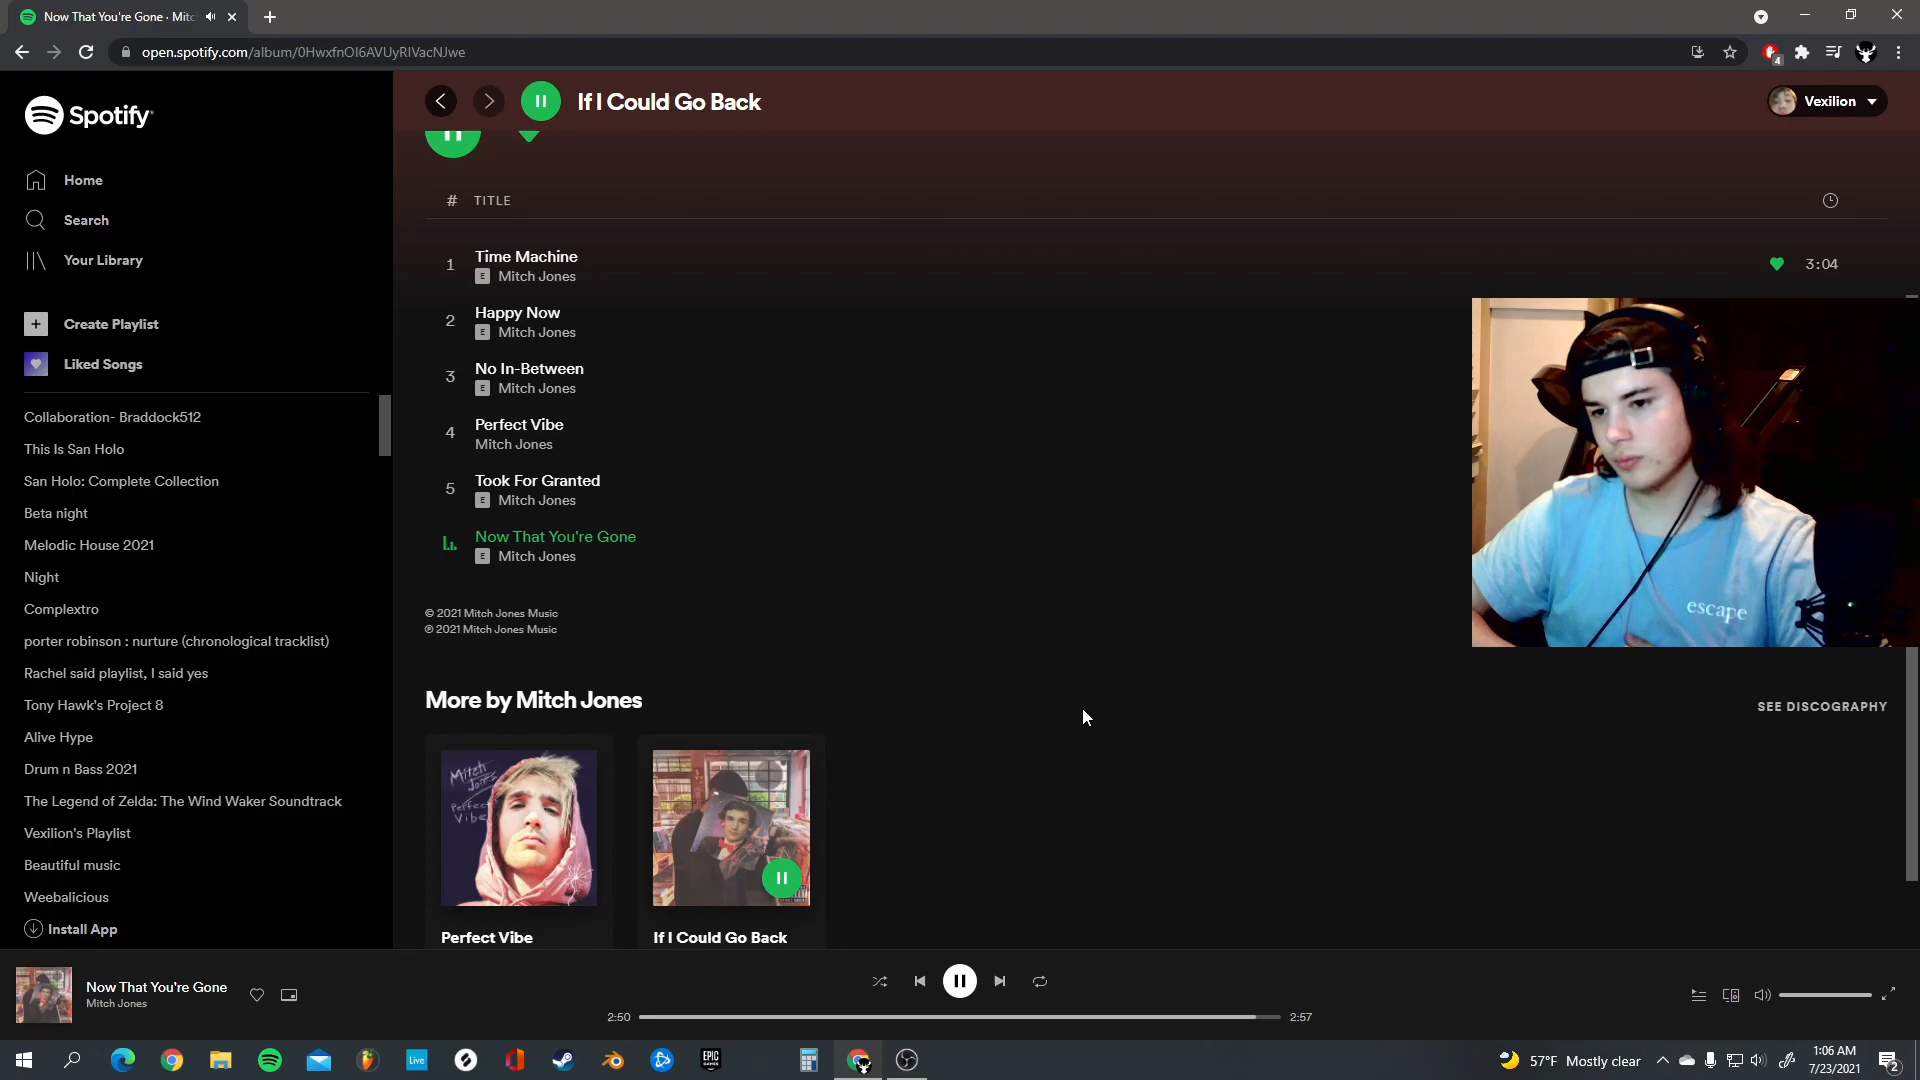 Now That You're Gone · Mitc
open.spotify.com/album/0HwxfnOI6AVUyRIVacNJwe
4
Spotify
If I Could Go Back
Vexilion
Home
Search
Your Library
Create Playlist
Liked Songs
Collaboration- Braddock512
This Is San Holo
San Holo: Complete Collection
Beta night
Melodic House 2021
Night
Complextro
porter robinson : nurture (chronological tracklist)
Rachel said playlist, I said yes
Tony Hawk's Project 8
Alive Hype
Drum n Bass 2021
The Legend of Zelda: The Wind Waker Soundtrack
Vexilion's Playlist
Beautiful music
Weebalicious
Install App
# TITLE
1 Time Machine 3:04
E Mitch Jones
2 Happy Now
E Mitch Jones
3 No In-Between
E Mitch Jones
4 Perfect Vibe
Mitch Jones
5 Took For Granted
E Mitch Jones
Now That You're Gone
E Mitch Jones
© 2021 Mitch Jones Music
℗ 2021 Mitch Jones Music
escape
More by Mitch Jones
SEE DISCOGRAPHY
Mitch
Jones
Perfect
Vibe
Perfect Vibe
If I Could Go Back
Now That You're Gone
Mitch Jones
2:50
2:57
Live
EPIC
GAMES
57°F Mostly clear
1:06 AM
7/23/2021
2